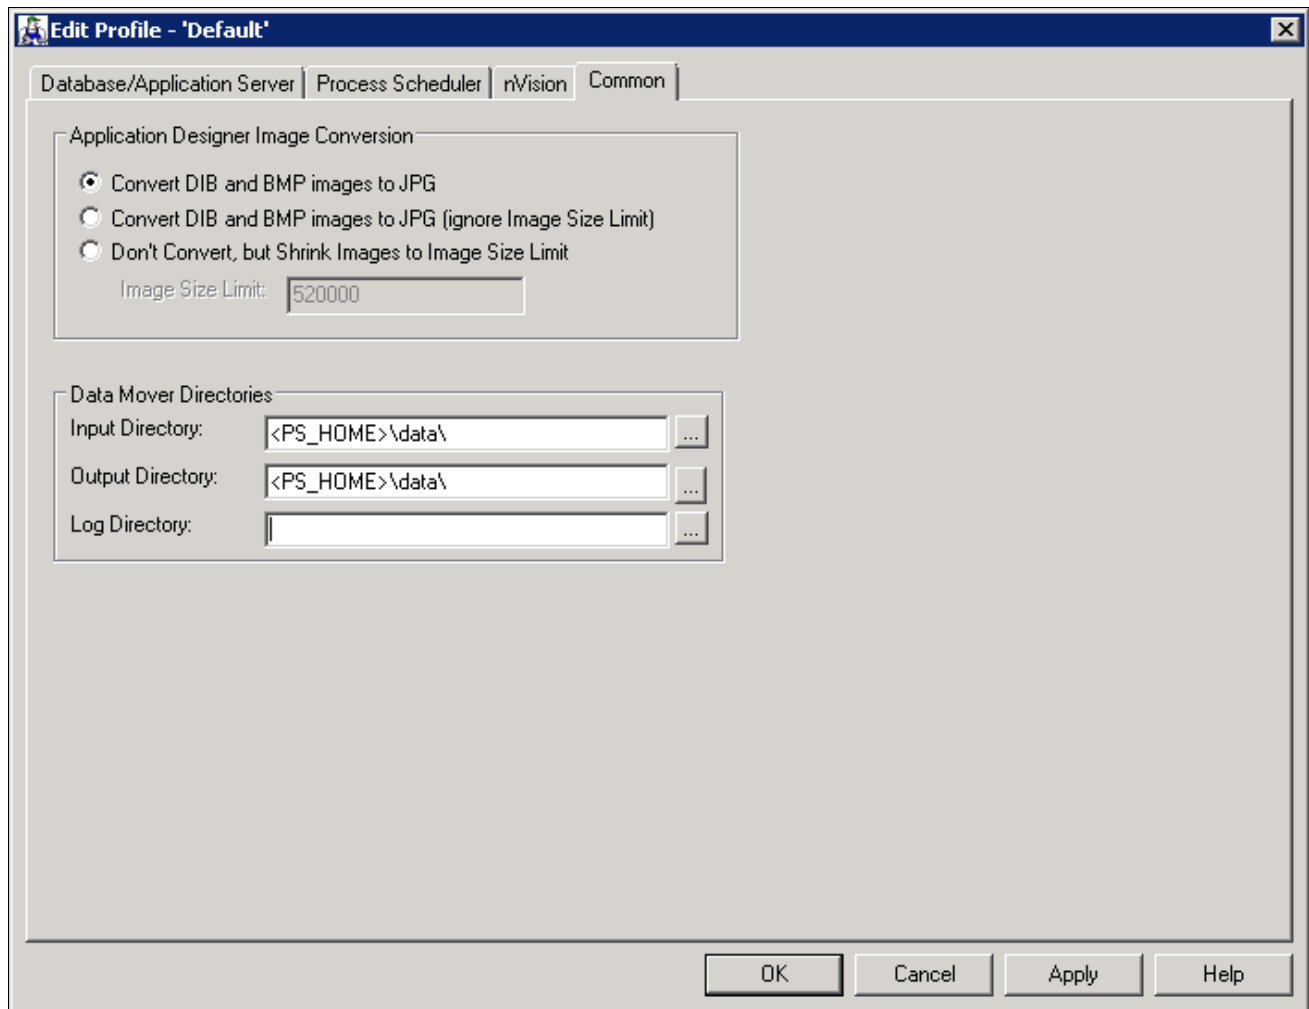 Edit Profile - 'Default'
Database/Application Server Process Scheduler nVision Common
Application Designer Image Conversion
Convert DIB and BMP images to JPG
Convert DIB and BMP images to JPG (ignore Image Size Limit)
Don't Convert, but Shrink Images to Image Size Limit
Image Size Limit: 520000
Data Mover Directories
Input Directory: <PS_HOME>\data\ ...
Output Directory: <PS_HOME>\data\ ...
Log Directory: ...
OK Cancel Apply Help